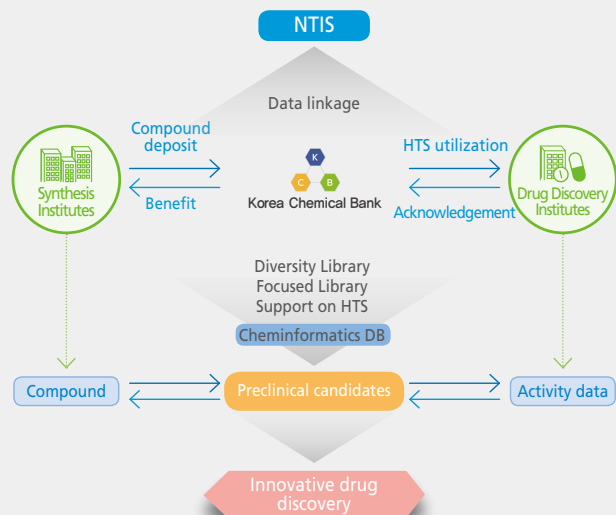 NTIS
Data linkage
Compound
deposit
Benefit
HTS utilization
Acknowledgement
Synthesis
Institutes
K
C
B
Korea Chemical Bank
Drug Discovery
Institutes
Diversity Library
Focused Library
Support on HTS
Cheminformatics DB
Compound
Preclinical candidates
Activity data
Innovative drug
discovery